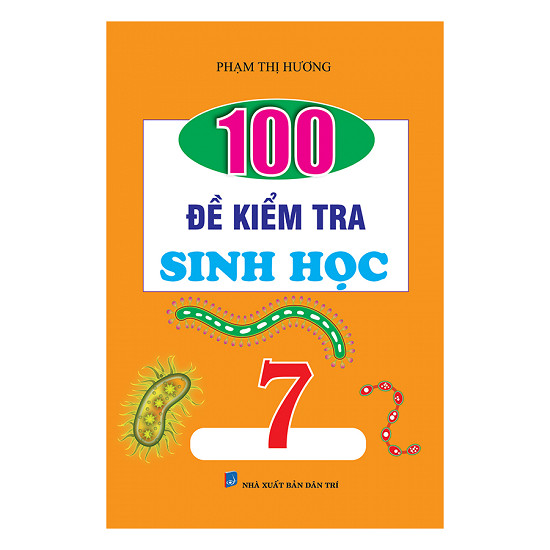 PHẠM THỊ HƯƠNG
100
ĐỀ KIỂM TRA
SINH HỌC
7
NHÀ XUẤT BẢN DÂN TRÍ